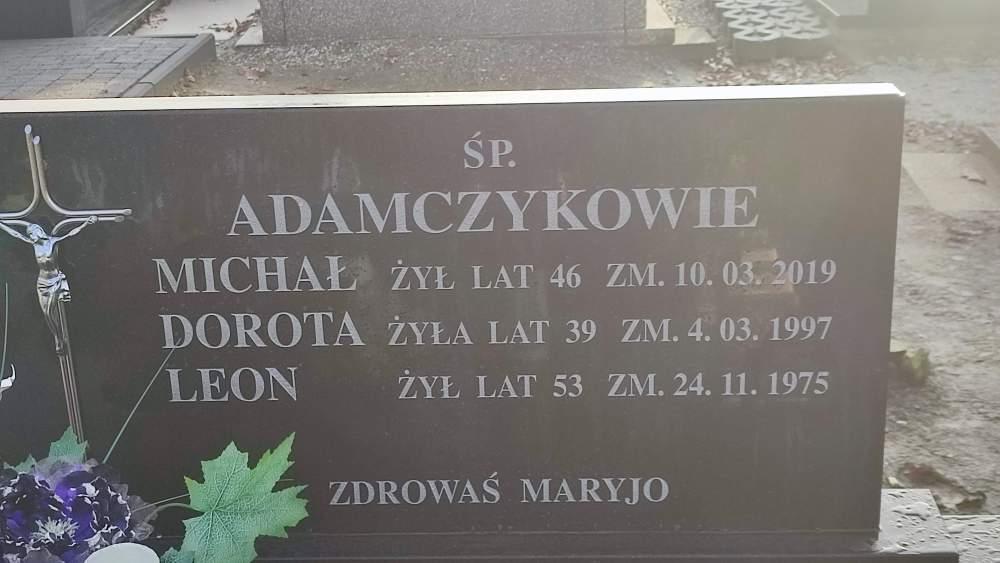 ŚP.
ADAMCZYKOWIE
MICHAŁ ŻYŁ LAT 46 ZM. 10. 03. 2019
DOROTA ŻYŁA LAT 39 ZM. 4. 03. 1997
LEON ŻYŁ LAT 53 ZM. 24. 11. 1975
ZDROWAŚ MARYJO